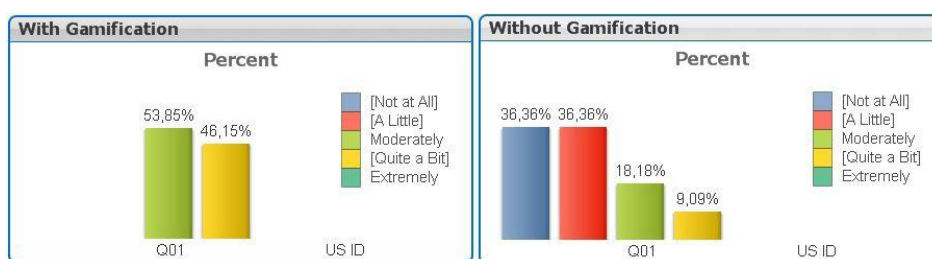 With Gamification
Percent
53,85%
46,15%
[Not at All]
[A Little]
Moderately
[Quite a Bit]
Extremely
Q01
US ID
Without Gamification
Percent
36,36%
36,36%
18,18%
9,09%
[Not at All]
[A Little]
Moderately
[Quite a Bit]
Extremely
Q01
US ID